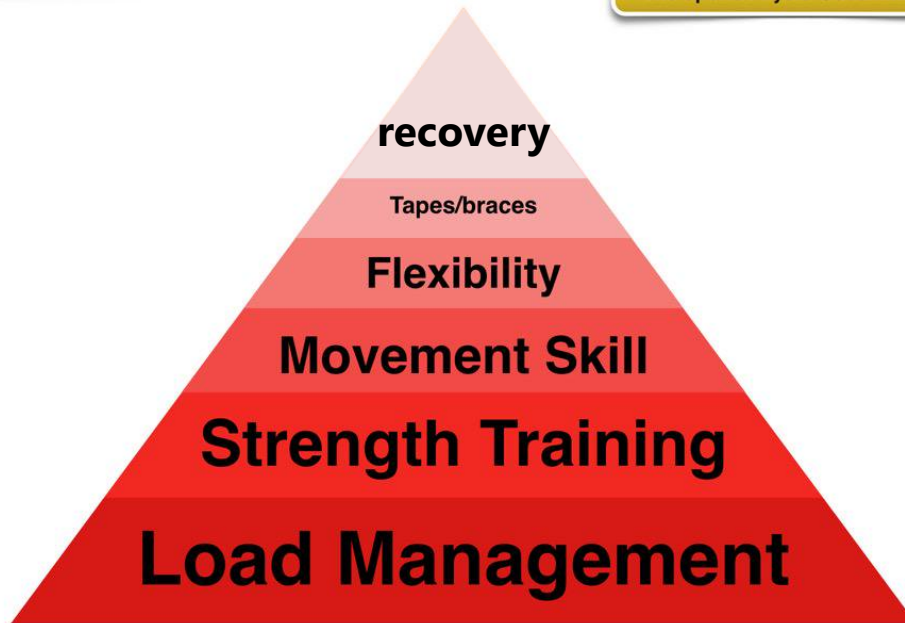 recovery
Tapes/braces
Flexibility
Movement Skill
Strength Training
Load Management